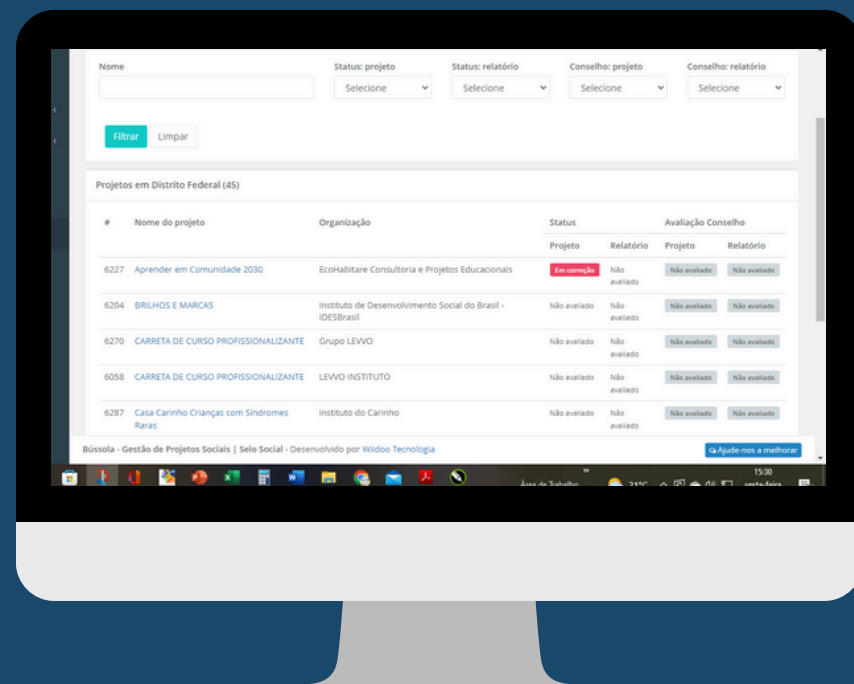 Nome Status: projeto Status: relatório Conselho: projeto Conselho: relatório
Selecione Selecione Selecione Selecione
Filtrar Limpar
Projetos em Distrito Federal (45)
# Nome do projeto Organização Status Avaliação Conselho
Projeto Relatório Projeto Relatório
6227 Aprender em Comunidade 2030 EcoHabitare Consultoria e Projetos Educacionais Em correção Não avaliado Não avaliado Não avaliado
6204 BRILHOS E MARCAS Instituto de Desenvolvimento Social do Brasil - Não avaliado Não avaliado Não avaliado Não avaliado
IDESBrasil
6270 CARRETA DE CURSO PROFISSIONALIZANTE Grupo LEVVO Não avaliado Não avaliado Não avaliado Não avaliado
6058 CARRETA DE CURSO PROFISSIONALIZANTE LEVVO INSTITUTO Não avaliado Não avaliado Não avaliado Não avaliado
6287 Casa Carinho Crianças com Síndromes Instituto do Carinho Não avaliado Não avaliado Não avaliado Não avaliado
Raras
Bússola - Gestão de Projetos Sociais | Selo Social - Desenvolvido por Wiidoo Tecnologia Ajude-nos a melhorar
Área de Trabalho 21°C 15:30
sexta-feira